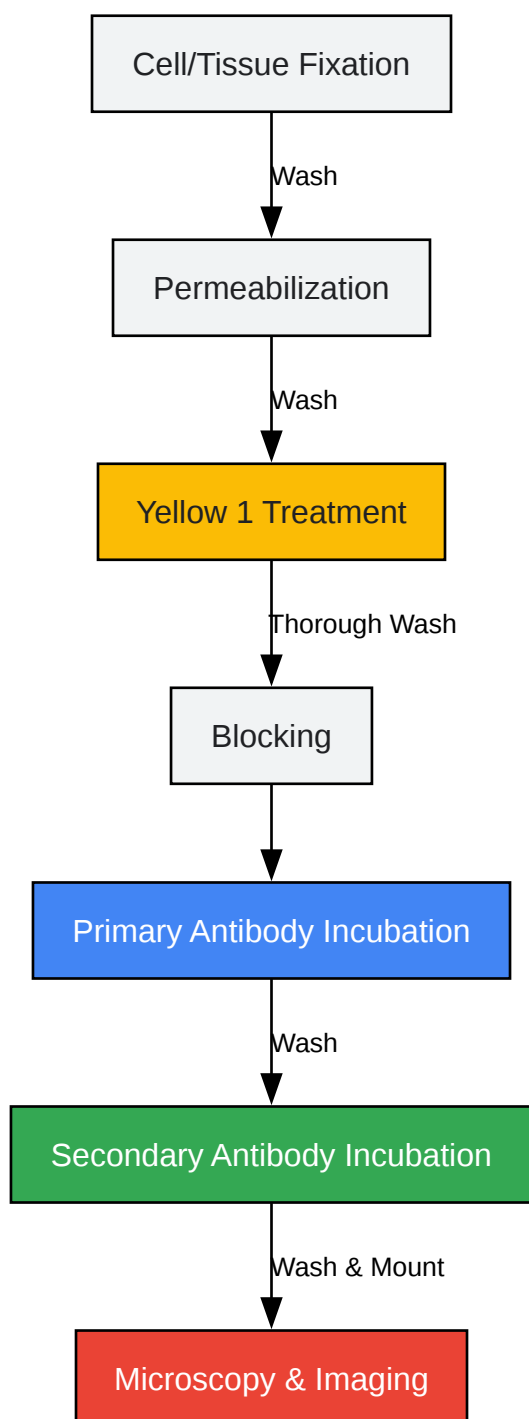 Cell/Tissue Fixation
Wash
Permeabilization
Wash
Yellow 1 Treatment
Thorough Wash
Blocking
Primary Antibody Incubation
Wash
Secondary Antibody Incubation
Wash & Mount
Microscopy & Imaging